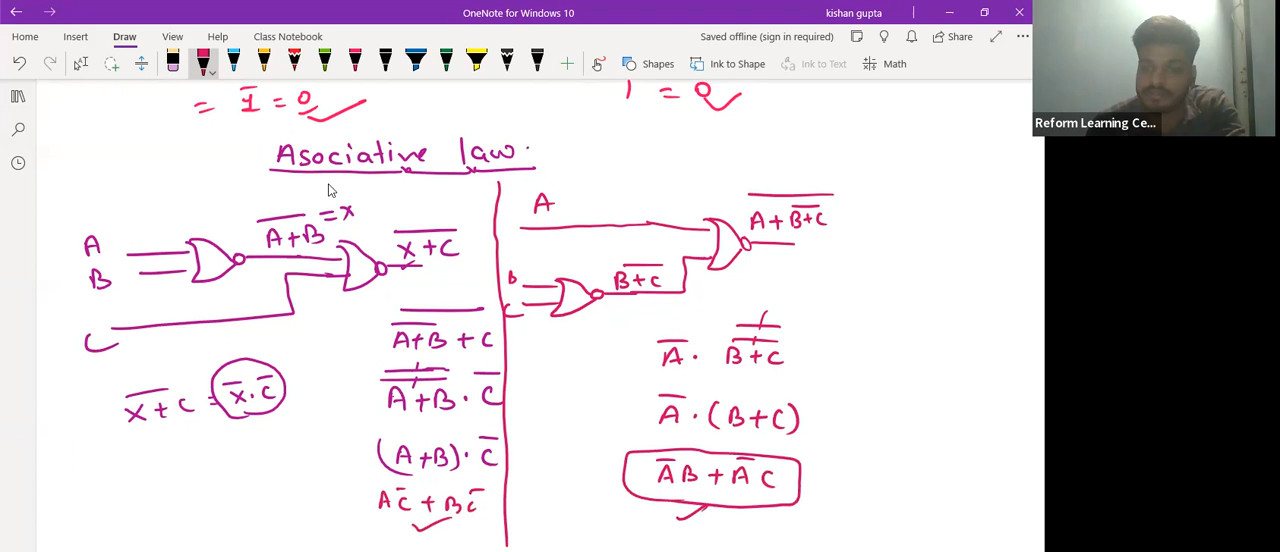 OneNote for Windows 10
kishan gupta
Home Insert Draw View Help Class Notebook
Saved offline (sign in required)
Share
Shapes
Ink to Shape
Ink to Text
Math
Reform Learning Ce...
= 1̅ = 0
1 = 0
Asociative law.
A
B
C
A̅+̅B̅ = x
x̅+̅C̅
A̅+̅B̅ + C
A̅+̅B̅ · C̅
(A+B) · C̅
AC̅ + BC̅
x̅+̅c̅ = x̅·c̅
A
B
C
B̅+̅C̅
A + B̅+̅C̅
A̅ · B+C
A̅ · (B+C)
A̅B + A̅C